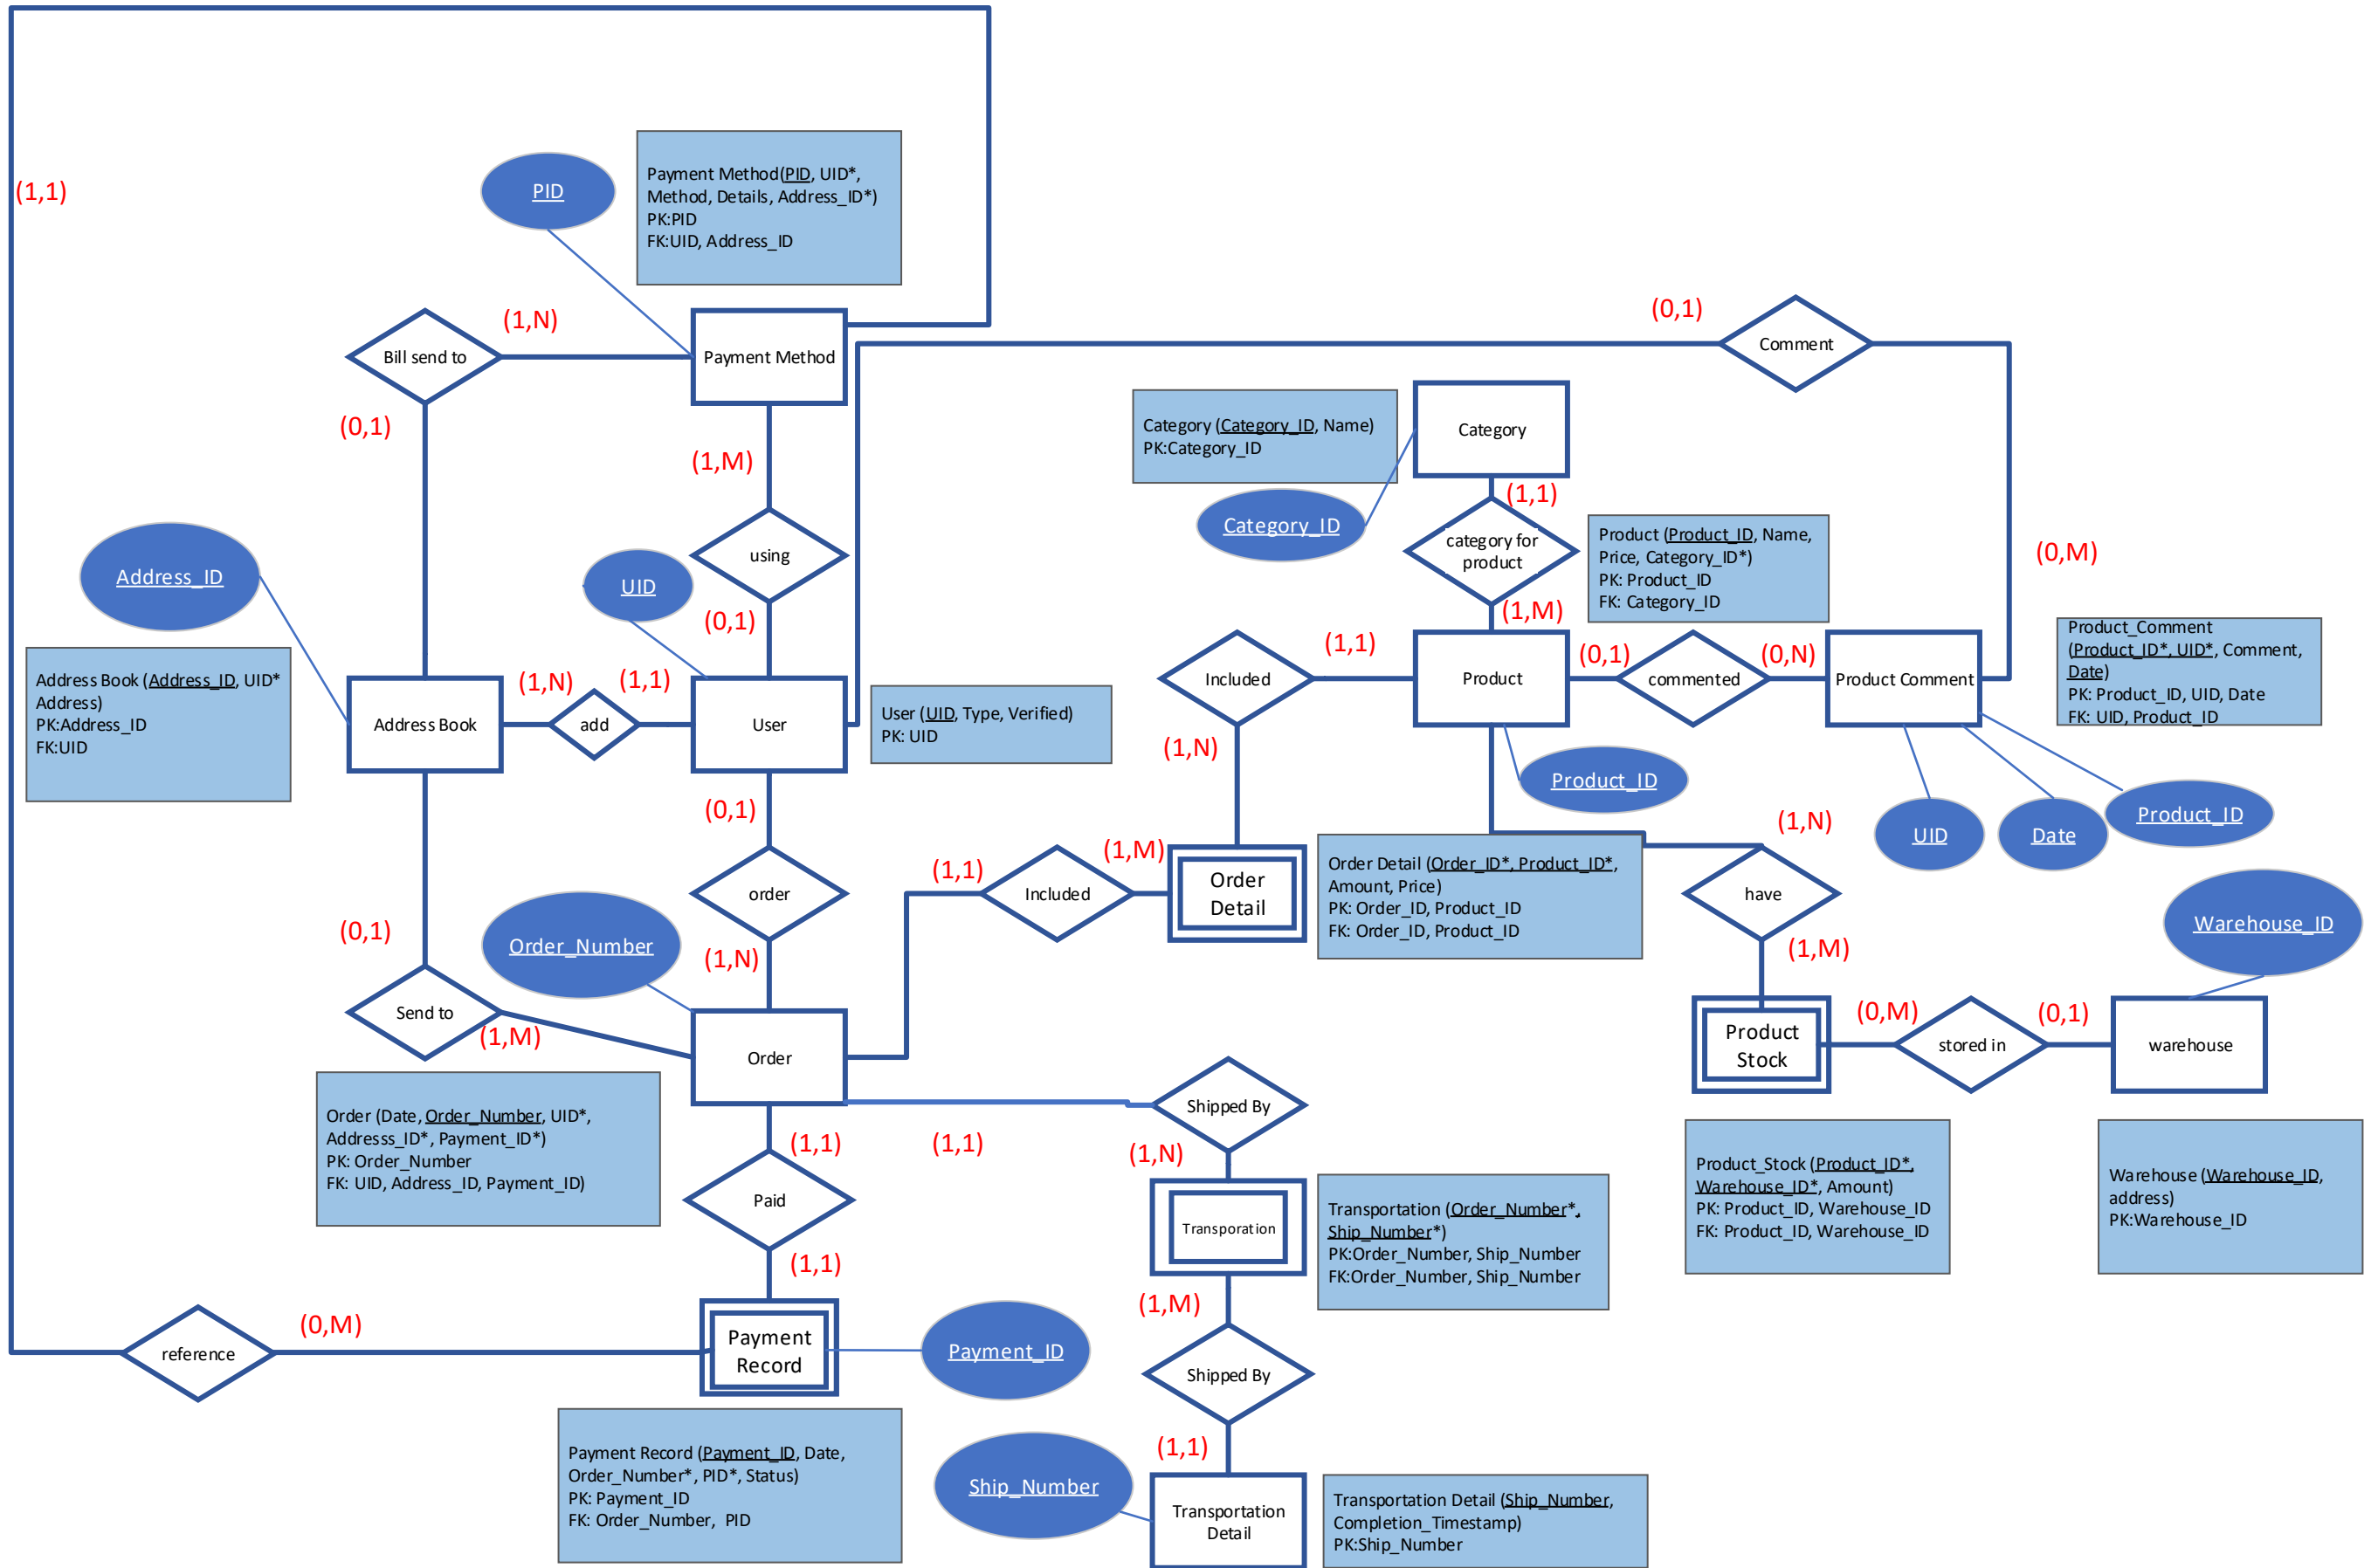 (1,1)
PID
Payment Method(PID, UID*,
Method, Details, Address_ID*)
PK:PID
FK:UID, Address_ID
Bill send to
(1,N)
Payment Method
(0,1)
Comment
(0,1)
(1,M)
Category (Category_ID, Name)
PK:Category_ID
Category
(1,1)
Category_ID
category for
product
Product (Product_ID, Name,
Price, Category_ID*)
PK: Product_ID
FK: Category_ID
(0,M)
Address_ID
UID
using
(0,1)
(1,M)
Address Book (Address_ID, UID*
Address)
PK:Address_ID
FK:UID
Address Book
(1,N)
add
(1,1)
User
User (UID, Type, Verified)
PK: UID
Included
(1,1)
Product
(0,1)
commented
(0,N)
Product Comment
Product_Comment
(Product_ID*, UID*, Comment,
Date)
PK: Product_ID, UID, Date
FK: UID, Product_ID
(1,N)
Product_ID
UID
Date
Product_ID
(0,1)
(1,N)
order
(1,1)
Included
(1,M)
Order
Detail
Order Detail (Order_ID*, Product_ID*,
Amount, Price)
PK: Order_ID, Product_ID
FK: Order_ID, Product_ID
have
(1,M)
Warehouse_ID
(0,1)
Order_Number
(1,N)
Send to
(1,M)
Order
Product
Stock
(0,M)
stored in
(0,1)
warehouse
Order (Date, Order_Number, UID*,
Addresss_ID*, Payment_ID*)
PK: Order_Number
FK: UID, Address_ID, Payment_ID)
(1,1)
(1,1)
Shipped By
(1,N)
Paid
(1,1)
Transporation
Transportation (Order_Number*,
Ship_Number*)
PK:Order_Number, Ship_Number
FK:Order_Number, Ship_Number
Product_Stock (Product_ID*,
Warehouse_ID*, Amount)
PK: Product_ID, Warehouse_ID
FK: Product_ID, Warehouse_ID
Warehouse (Warehouse_ID,
address)
PK:Warehouse_ID
reference
(0,M)
Payment
Record
Payment_ID
(1,M)
Shipped By
(1,1)
Payment Record (Payment_ID, Date,
Order_Number*, PID*, Status)
PK: Payment_ID
FK: Order_Number, PID
Ship_Number
Transportation
Detail
Transportation Detail (Ship_Number,
Completion_Timestamp)
PK:Ship_Number